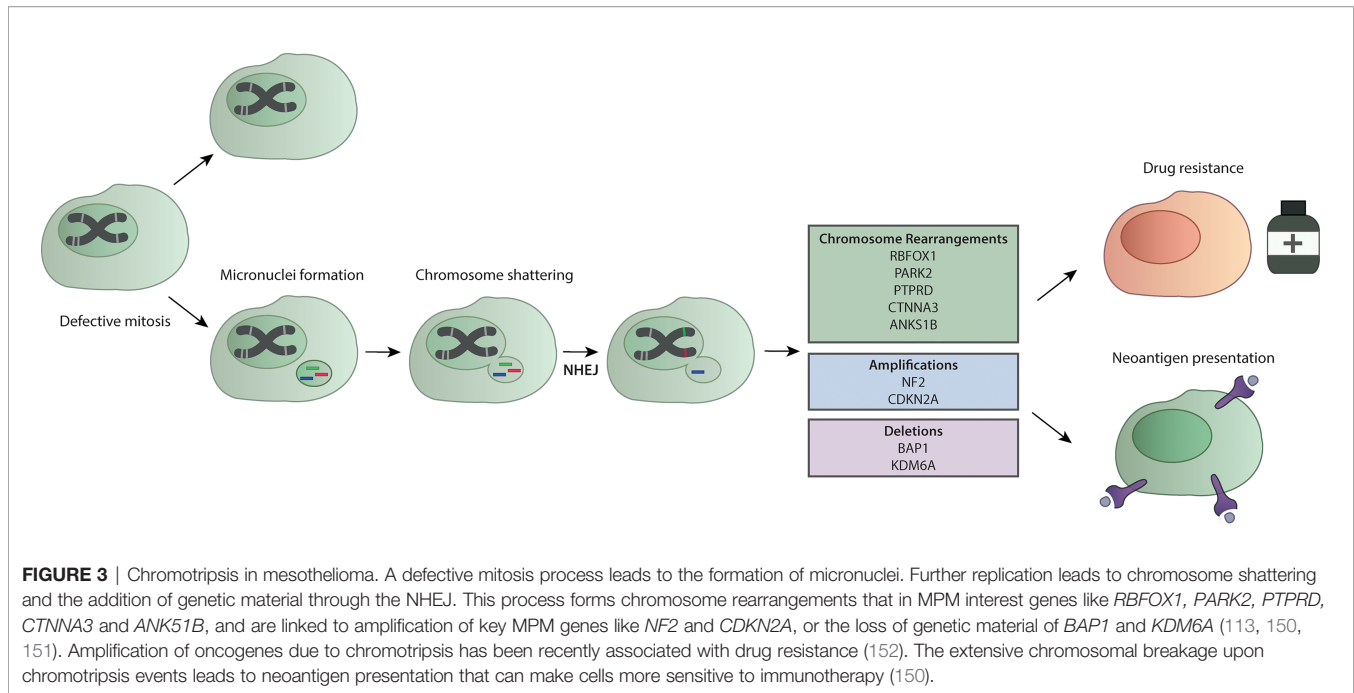 Drug resistance
Micronuclei formation
Chromosome shattering
Defective mitosis
NHEJ
Chromosome Rearrangements
RBFOX1
PARK2
PTPRD
CTNNA3
ANKS1B
Amplifications
NF2
CDKN2A
Deletions
BAP1
KDM6A
Neoantigen presentation
FIGURE 3 | Chromotripsis in mesothelioma. A defective mitosis process leads to the formation of micronuclei. Further replication leads to chromosome shattering
and the addition of genetic material through the NHEJ. This process forms chromosome rearrangements that in MPM interest genes like RBFOX1, PARK2, PTPRD,
CTNNA3 and ANK51B, and are linked to amplification of key MPM genes like NF2 and CDKN2A, or the loss of genetic material of BAP1 and KDM6A (113, 150,
151). Amplification of oncogenes due to chromotripsis has been recently associated with drug resistance (152). The extensive chromosomal breakage upon
chromotripsis events leads to neoantigen presentation that can make cells more sensitive to immunotherapy (150).